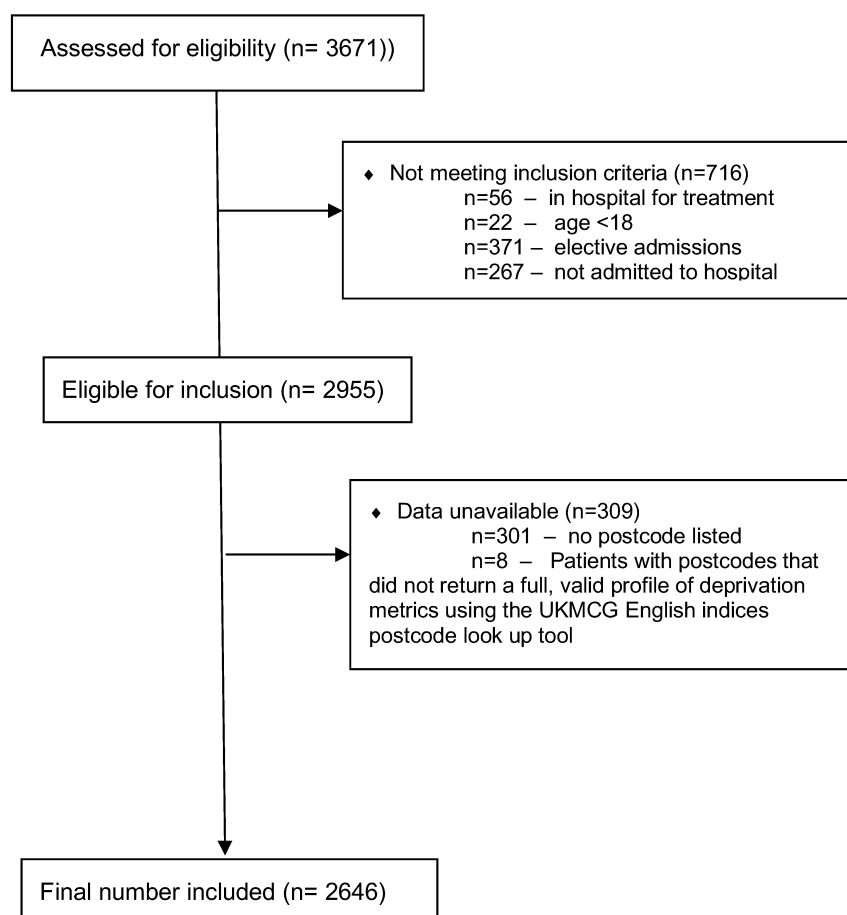 Assessed for eligibility (n= 3671))
♦ Not meeting inclusion criteria (n=716)
n=56 – in hospital for treatment
n=22 – age <18
n=371 – elective admissions
n=267 – not admitted to hospital
Eligible for inclusion (n= 2955)
♦ Data unavailable (n=309)
n=301 – no postcode listed
n=8 – Patients with postcodes that
did not return a full, valid profile of deprivation
metrics using the UKMCG English indices
postcode look up tool
Final number included (n= 2646)